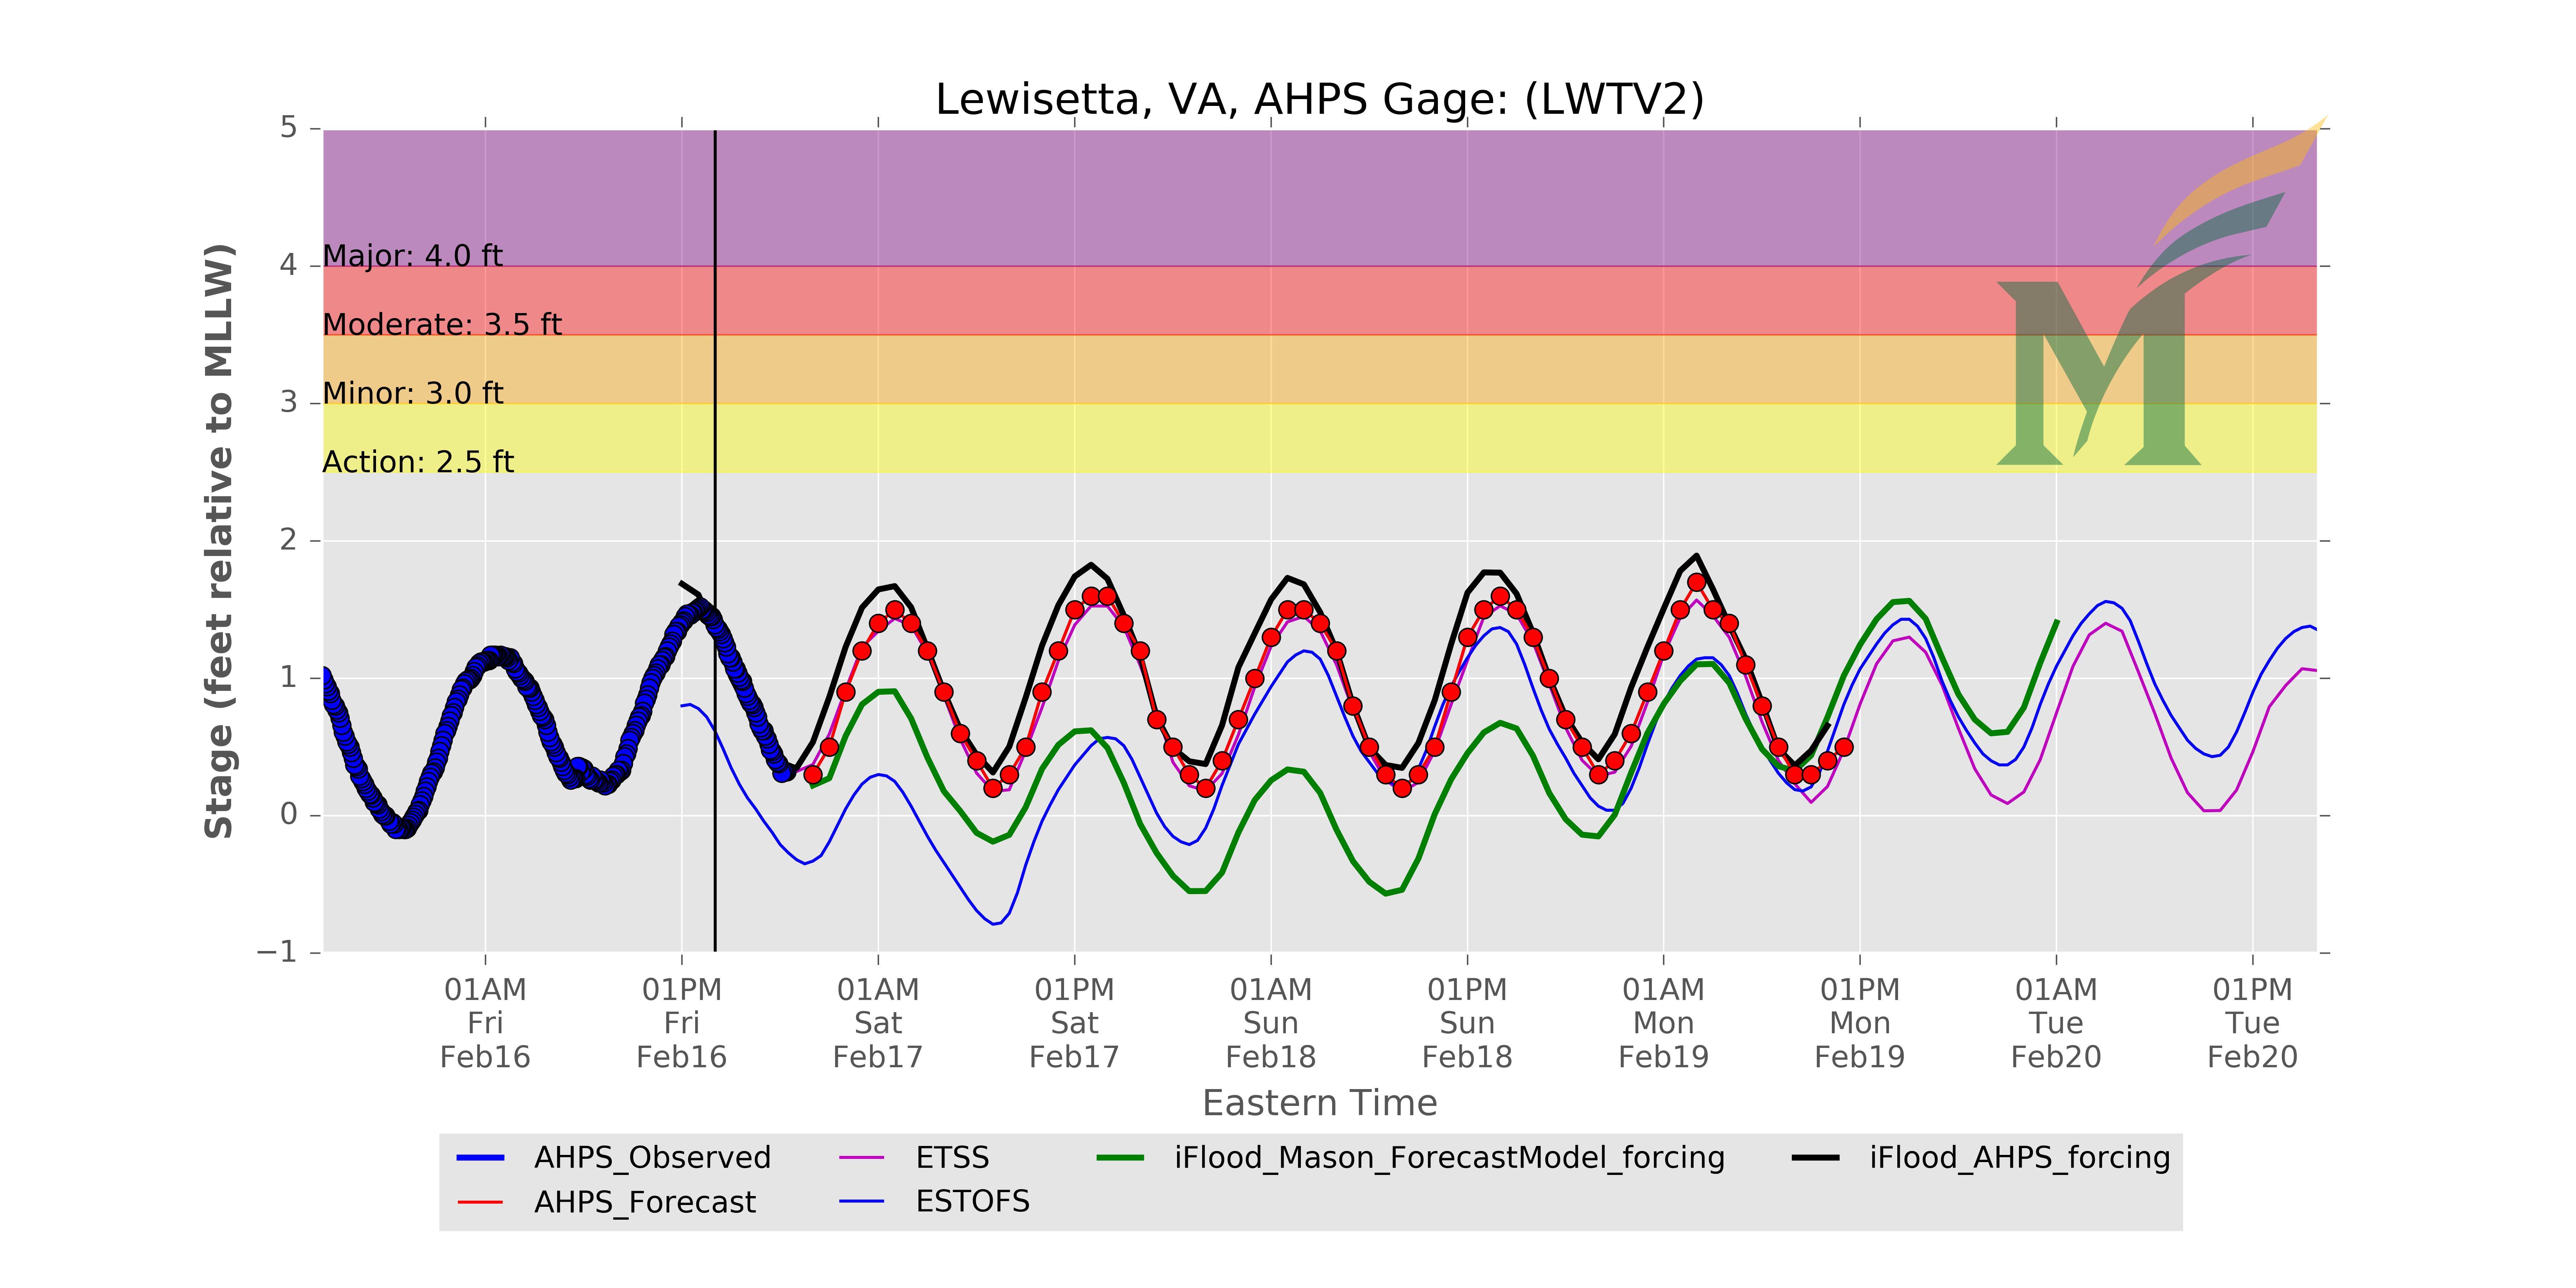 Lewisetta, VA, AHPS Gage: (LWTV2)
Stage (feet relative to MLLW)
5
4
3
2
1
0
−1
Major: 4.0 ft
Moderate: 3.5 ft
Minor: 3.0 ft
Action: 2.5 ft
01AM 01PM 01AM 01PM 01AM 01PM 01AM 01PM 01AM 01PM
Fri Fri Sat Sat Sun Sun Mon Mon Tue Tue
Feb16 Feb16 Feb17 Feb17 Feb18 Feb18 Feb19 Feb19 Feb20 Feb20
Eastern Time
AHPS_Observed ETSS iFlood_Mason_ForecastModel_forcing iFlood_AHPS_forcing
AHPS_Forecast ESTOFS
M